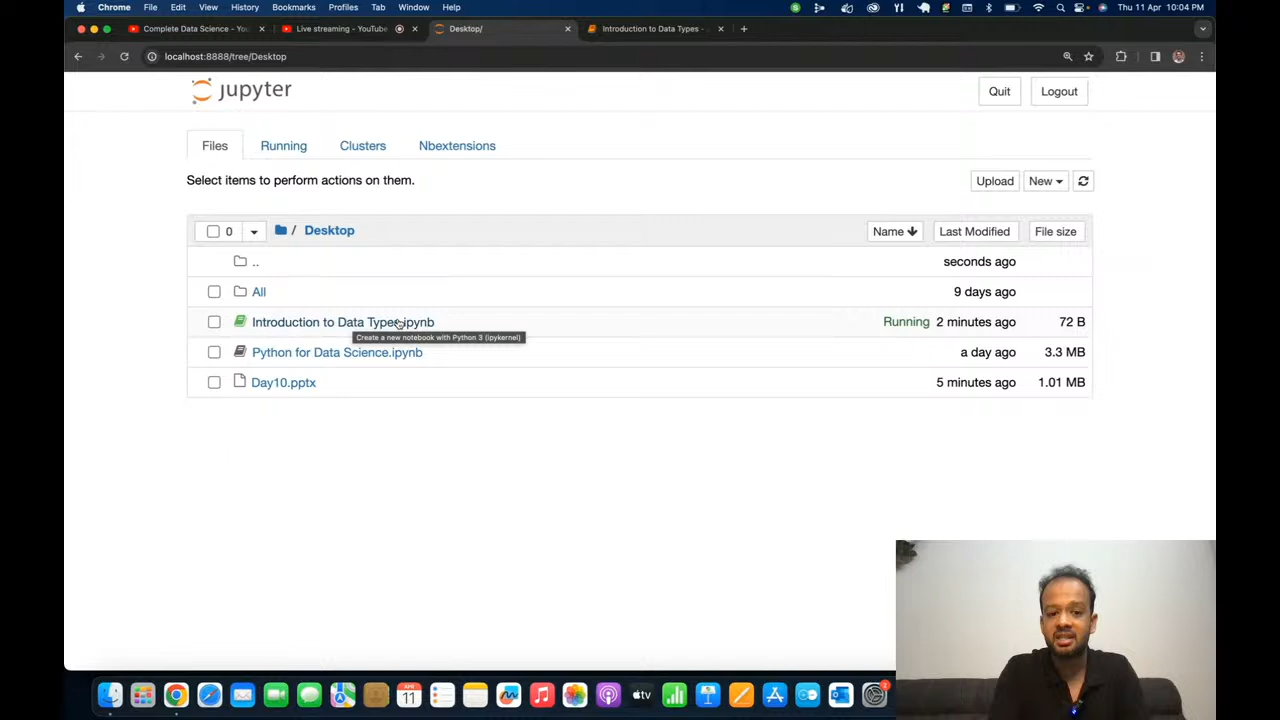 Chrome File Edit View History Bookmarks Profiles Tab Window Help Thu 11 Apr 10:04 PM
Complete Data Science - You Live streaming - YouTube Desktop/ Introduction to Data Types -
localhost:8888/tree/Desktop
jupyter Quit Logout
Files Running Clusters Nbextensions
Select items to perform actions on them. Upload New
0 / Desktop Name Last Modified File size
.. seconds ago
All 9 days ago
Introduction to Data Types.ipynb Running 2 minutes ago 72 B
Create a new notebook with Python 3 (ipykernel)
Python for Data Science.ipynb a day ago 3.3 MB
Day10.pptx 5 minutes ago 1.01 MB
11
tv